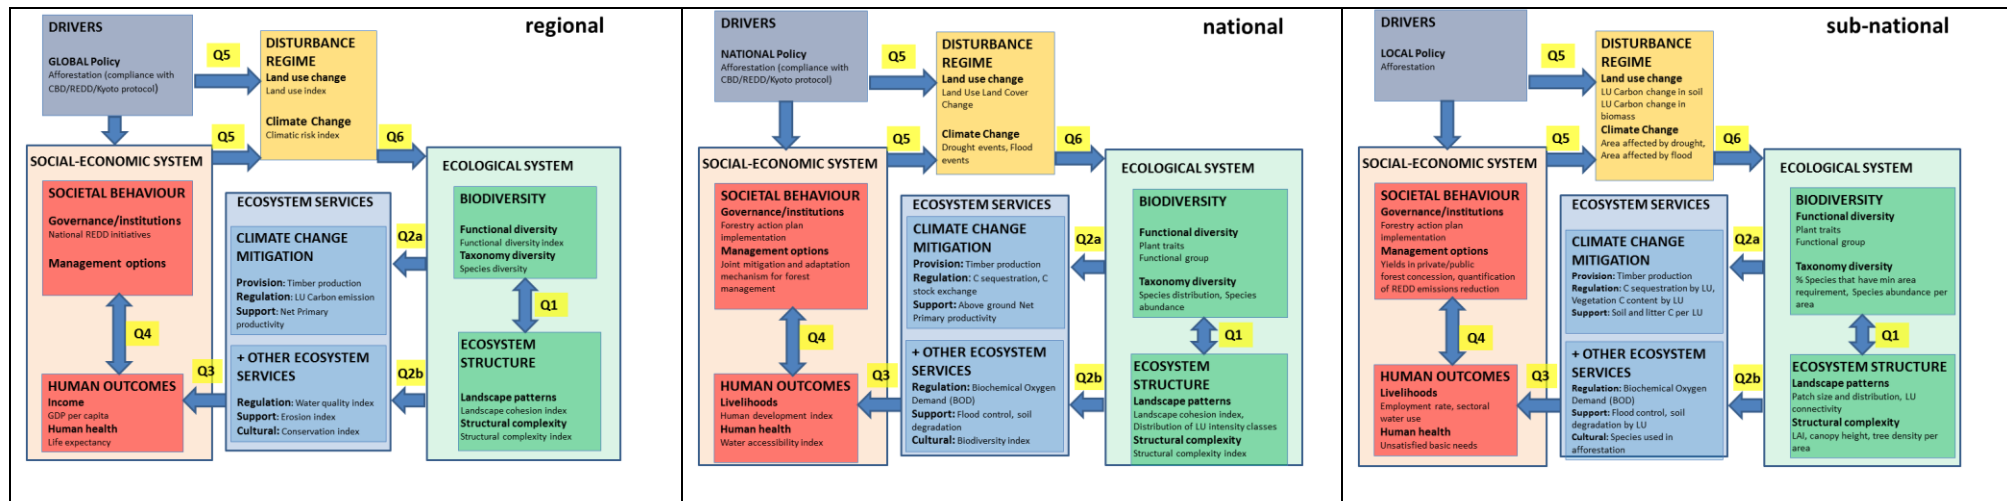 regional
DRIVERS
GLOBAL Policy
Afforestation (compliance with
CBD/REDD/Kyoto protocol)
Q5
DISTURBANCE
REGIME
Land use change
Land use index
Climate Change
Climatic risk index
Q5
Q6
SOCIAL-ECONOMIC SYSTEM
SOCIETAL BEHAVIOUR
Governance/institutions
National REDD initiatives
Management options
Q4
HUMAN OUTCOMES
Income
GDP per capita
Human health
Life expectancy
Q3
ECOSYSTEM SERVICES
CLIMATE CHANGE
MITIGATION
Provision: Timber production
Regulation: LU Carbon emission
Support: Net Primary
productivity
+ OTHER ECOSYSTEM
SERVICES
Regulation: Water quality index
Support: Erosion index
Cultural: Conservation index
Q2a
Q2b
ECOLOGICAL SYSTEM
BIODIVERSITY
Functional diversity
Functional diversity index
Taxonomy diversity
Species diversity
Q1
ECOSYSTEM
STRUCTURE
Landscape patterns
Landscape cohesion index
Structural complexity
Structural complexity index
national
DRIVERS
NATIONAL Policy
Afforestation (compliance with
CBD/REDD/Kyoto protocol)
Q5
DISTURBANCE
REGIME
Land use change
Land Use Land Cover
Change
Climate Change
Drought events, Flood
events
Q5
Q6
SOCIAL-ECONOMIC SYSTEM
SOCIETAL BEHAVIOUR
Governance/institutions
Forestry action plan
implementation
Management options
Joint mitigation and adaptation
mechanism for forest
management
Q4
HUMAN OUTCOMES
Livelihoods
Human development index
Human health
Water accessibility index
Q3
ECOSYSTEM SERVICES
CLIMATE CHANGE
MITIGATION
Provision: Timber production
Regulation: C sequestration, C
stock exchange
Support: Above ground Net
Primary productivity
+ OTHER ECOSYSTEM
SERVICES
Regulation: Biochemical Oxygen
Demand (BOD)
Support: Flood control, soil
degradation
Cultural: Biodiversity index
Q2a
Q2b
ECOLOGICAL SYSTEM
BIODIVERSITY
Functional diversity
Plant traits
Functional group
Taxonomy diversity
Species distribution, Species
abundance
Q1
ECOSYSTEM
STRUCTURE
Landscape patterns
Landscape cohesion index,
Distribution of LU intensity classes
Structural complexity
Structural complexity index
sub-national
DRIVERS
LOCAL Policy
Afforestation
Q5
DISTURBANCE
REGIME
Land use change
LU Carbon change in soil
LU Carbon change in
biomass
Climate Change
Area affected by drought,
Area affected by flood
Q5
Q6
SOCIAL-ECONOMIC SYSTEM
SOCIETAL BEHAVIOUR
Governance/institutions
Forestry action plan
implementation
Management options
Yields in private/public
forest concession, quantification
of REDD emissions reduction
Q4
HUMAN OUTCOMES
Livelihoods
Employment rate, sectoral
water use
Human health
Unsatisfied basic needs
Q3
ECOSYSTEM SERVICES
CLIMATE CHANGE
MITIGATION
Provision: Timber production
Regulation: C sequestration by LU,
Vegetation C content by LU
Support: Soil and litter C per LU
+ OTHER ECOSYSTEM
SERVICES
Regulation: Biochemical Oxygen
Demand (BOD)
Support: Flood control, soil
degradation by LU
Cultural: Species used in
afforestation
Q2a
Q2b
ECOLOGICAL SYSTEM
BIODIVERSITY
Functional diversity
Plant traits
Functional group
Taxonomy diversity
% Species that have min area
requirement, Species abundance per
area
Q1
ECOSYSTEM STRUCTURE
Landscape patterns
Patch size and distribution, LU
connectivity
Structural complexity
LAI, canopy height, tree density per
area